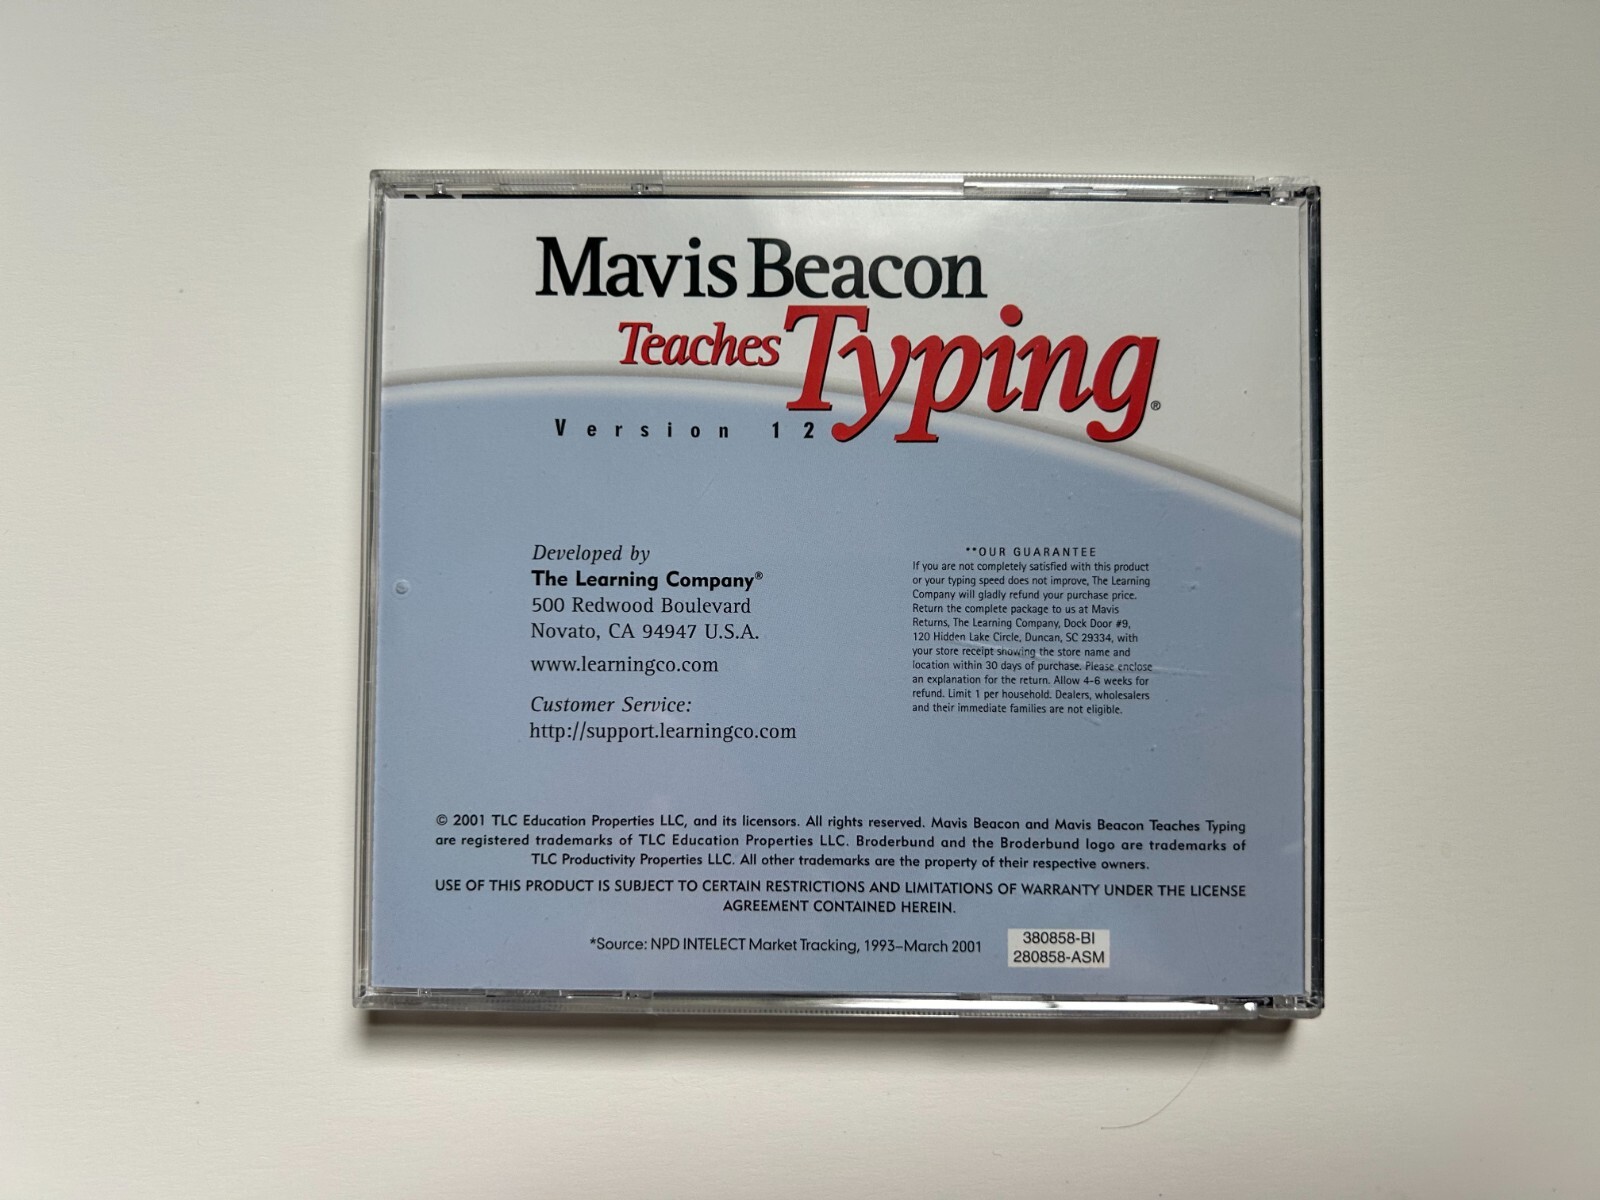 Mavis Beacon
Teaches Typing®
Version 12
Developed by
The Learning Company®
500 Redwood Boulevard
Novato, CA 94947 U.S.A.
www.learningco.com
Customer Service:
http://support.learningco.com
**OUR GUARANTEE
If you are not completely satisfied with this product
or your typing speed does not improve, The Learning
Company will gladly refund your purchase price.
Return the complete package to us at Mavis
Returns, The Learning Company, Dock Door #9,
120 Hidden Lake Circle, Duncan, SC 29334, with
your store receipt showing the store name and
location within 30 days of purchase. Please enclose
an explanation for the return. Allow 4-6 weeks for
refund. Limit 1 per household. Dealers, wholesalers
and their immediate families are not eligible.
© 2001 TLC Education Properties LLC, and its licensors. All rights reserved. Mavis Beacon and Mavis Beacon Teaches Typing
are registered trademarks of TLC Education Properties LLC. Broderbund and the Broderbund logo are trademarks of
TLC Productivity Properties LLC. All other trademarks are the property of their respective owners.
USE OF THIS PRODUCT IS SUBJECT TO CERTAIN RESTRICTIONS AND LIMITATIONS OF WARRANTY UNDER THE LICENSE
AGREEMENT CONTAINED HEREIN.
*Source: NPD INTELECT Market Tracking, 1993–March 2001
380858-BI
280858-ASM